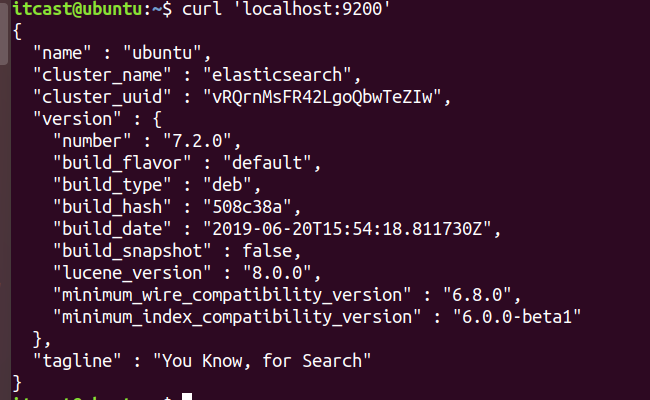 itcast@ubuntu:~$ curl 'localhost:9200'
{
  "name" : "ubuntu",
  "cluster_name" : "elasticsearch",
  "cluster_uuid" : "vRQrnMsFR42LgoQbwTeZIw",
  "version" : {
    "number" : "7.2.0",
    "build_flavor" : "default",
    "build_type" : "deb",
    "build_hash" : "508c38a",
    "build_date" : "2019-06-20T15:54:18.811730Z",
    "build_snapshot" : false,
    "lucene_version" : "8.0.0",
    "minimum_wire_compatibility_version" : "6.8.0",
    "minimum_index_compatibility_version" : "6.0.0-beta1"
  },
  "tagline" : "You Know, for Search"
}
itcast@ubuntu:~$